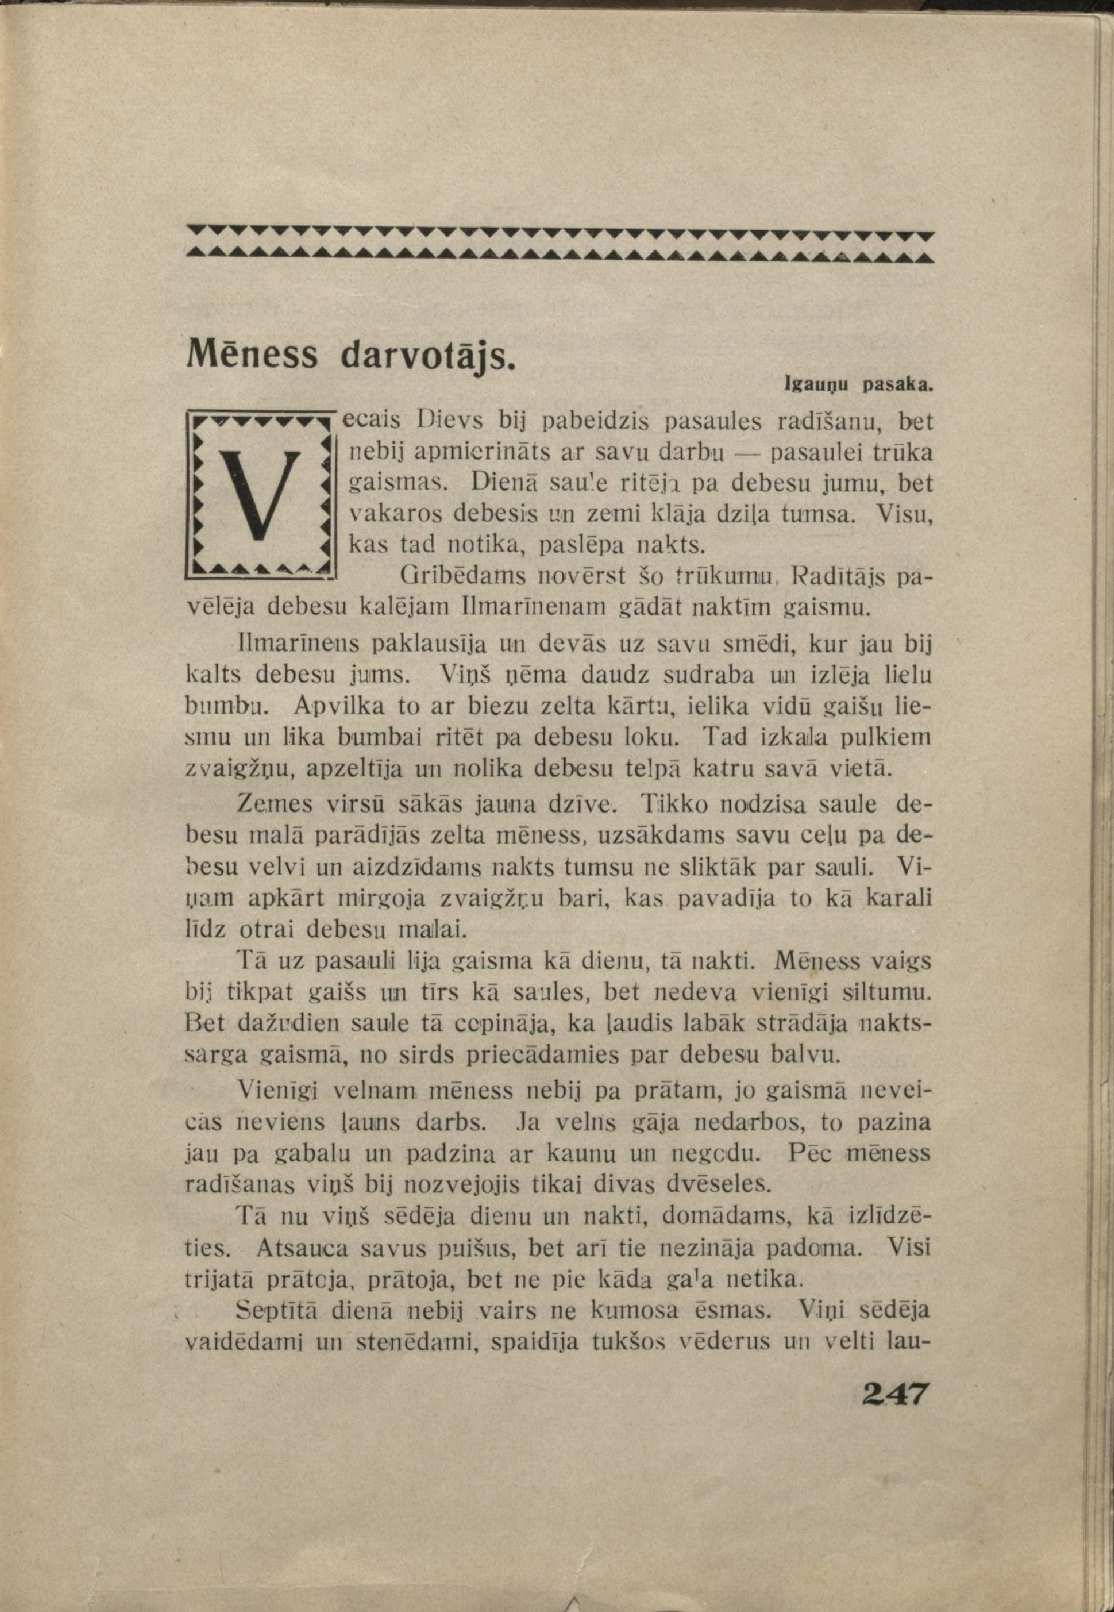 Mēness darvotājs.
Igauņu pasaka.
Vecais Dievs bij pabeidzis pasaules radīšanu, bet
nebij apmierināts ar savu darbu — pasaulei trūka
gaismas. Dienā saule ritēja pa debesu jumu, bet
vakaros debesis un zemi klāja dziļa tumsa. Visu,
kas tad notika, paslēpa nakts.
Gribēdams novērst šo trūkumu, Radītājs pa-
vēlēja debesu kalējam Ilmarīnenam gādāt naktīm gaismu.
Ilmarīnens paklausīja un devās uz savu smēdi, kur jau bij
kalts debesu jums. Viņš ņēma daudz sudraba un izlēja lielu
bumbu. Apvilka to ar biezu zelta kārtu, ielika vidū gaišu lie-
smu un lika bumbai ritēt pa debesu loku. Tad izkala pulkiem
zvaigžņu, apzeltīja un nolika debesu telpā katru savā vietā.
Zemes virsū sākās jauna dzīve. Tikko nodzisa saule de-
besu malā parādījās zelta mēness, uzsākdams savu ceļu pa de-
besu velvi un aizdzīdams nakts tumsu ne sliktāk par sauli. Vi-
ņam apkārt mirgoja zvaigžņu bari, kas pavadīja to kā karali
līdz otrai debesu malai.
Tā uz pasauli lija gaisma kā dienu, tā nakti. Mēness vaigs
bij tikpat gaišs un tīrs kā saules, bet nedeva vienīgi siltumu.
Bet dažudien saule tā cepināja, ka ļaudis labāk strādāja nakts-
sarga gaismā, no sirds priecādamies par debesu balvu.
Vienīgi velnam mēness nebij pa prātam, jo gaismā nevei-
cās neviens ļauns darbs. Ja velns gāja nedarbos, to pazina
jau pa gabalu un padzina ar kaunu un negodu. Pēc mēness
radīšanas viņš bij nozvejojis tikai divas dvēseles.
Tā nu viņš sēdēja dienu un nakti, domādams, kā izlīdzē-
ties. Atsauca savus puišus, bet arī tie nezināja padoma. Visi
trijatā prātoja, prātoja, bet ne pie kāda gala netika.
Septītā dienā nebij vairs ne kumosa ēsmas. Viņi sēdēja
vaidēdami un stenēdami, spaidīja tukšos vēderus un velti lau-
247